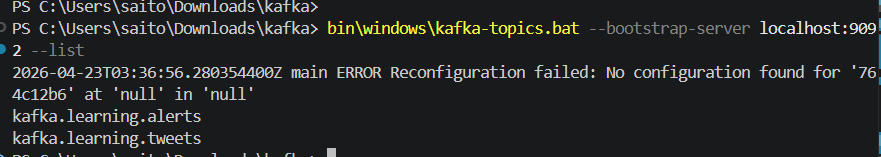 PS C:\Users\saito\Downloads\kafka>
PS C:\Users\saito\Downloads\kafka> bin\windows\kafka-topics.bat --bootstrap-server localhost:909
2 --list
2026-04-23T03:36:56.280354400Z main ERROR Reconfiguration failed: No configuration found for '76
4c12b6' at 'null' in 'null'
kafka.learning.alerts
kafka.learning.tweets
PS C:\Users\saito\Downloads\kafka>